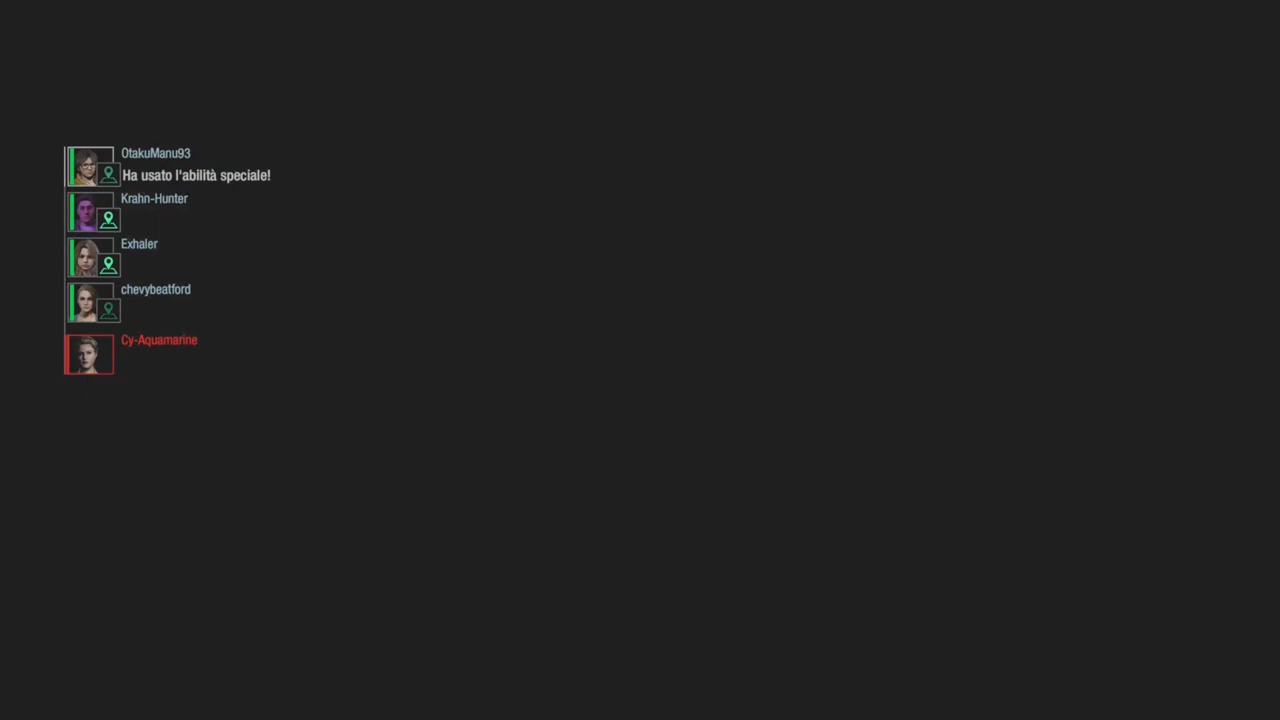 OtakuManu93
Ha usato l'abilità speciale!
Krahn-Hunter
Exhaler
chevybeatford
Cy-Aquamarine